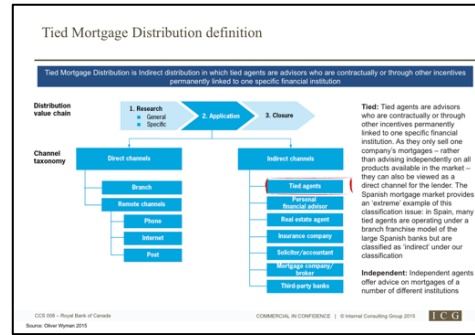 Tied Mortgage Distribution definition
Tied Mortgage Distribution is Indirect distribution in which tied agents are advisors who are contractually or through other incentives
permanently linked to one specific financial institution
Distribution
value chain
1. Research
■ General
■ Specific
2. Application
3. Closure
Channel
taxonomy
Direct channels
Branch
Remote channels
Phone
Internet
Post
Indirect channels
Tied agents
Personal
financial advisor
Real estate agent
Insurance company
Solicitor/accountant
Mortgage company/
broker
Third-party banks
Tied: Tied agents are advisors
who are contractually or through
other incentives permanently
linked to one specific financial
institution. As they only sell one
company's mortgages – rather
than advising independently on all
products available in the market –
they can also be viewed as a
direct channel for the lender. The
Spanish mortgage market provides
an 'extreme' example of this
classification issue: in Spain, many
tied agents are operating under a
branch franchise model of the
large Spanish banks but are
classified as 'indirect' under our
classification
Independent: Independent agents
offer advice on mortgages of a
number of different institutions
CCS 008 – Royal Bank of Canada
COMMERCIAL IN CONFIDENCE | © Internal Consulting Group 2015
ICG
Source: Oliver Wyman 2015